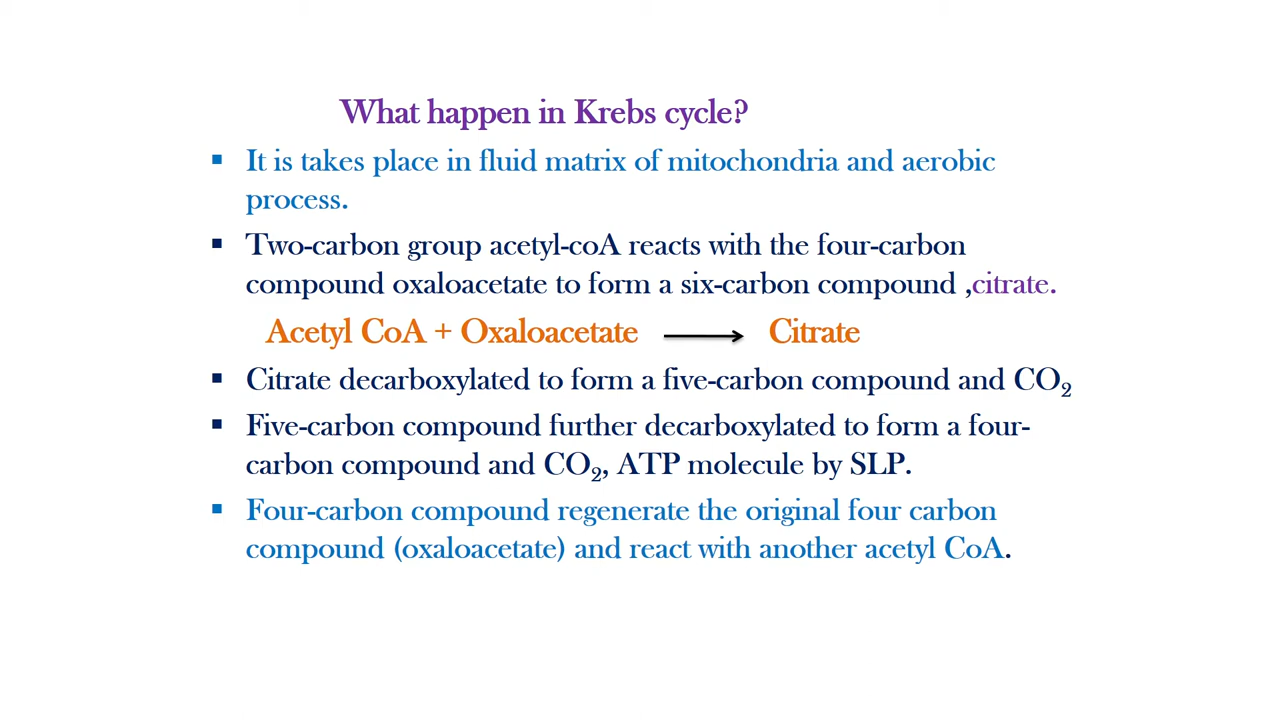 What happen in Krebs cycle?
▪ It is takes place in fluid matrix of mitochondria and aerobic
process.
▪ Two-carbon group acetyl-coA reacts with the four-carbon
compound oxaloacetate to form a six-carbon compound ,citrate.
Acetyl CoA + Oxaloacetate ⟶ Citrate
▪ Citrate decarboxylated to form a five-carbon compound and CO₂
▪ Five-carbon compound further decarboxylated to form a four-
carbon compound and CO₂, ATP molecule by SLP.
▪ Four-carbon compound regenerate the original four carbon
compound (oxaloacetate) and react with another acetyl CoA.